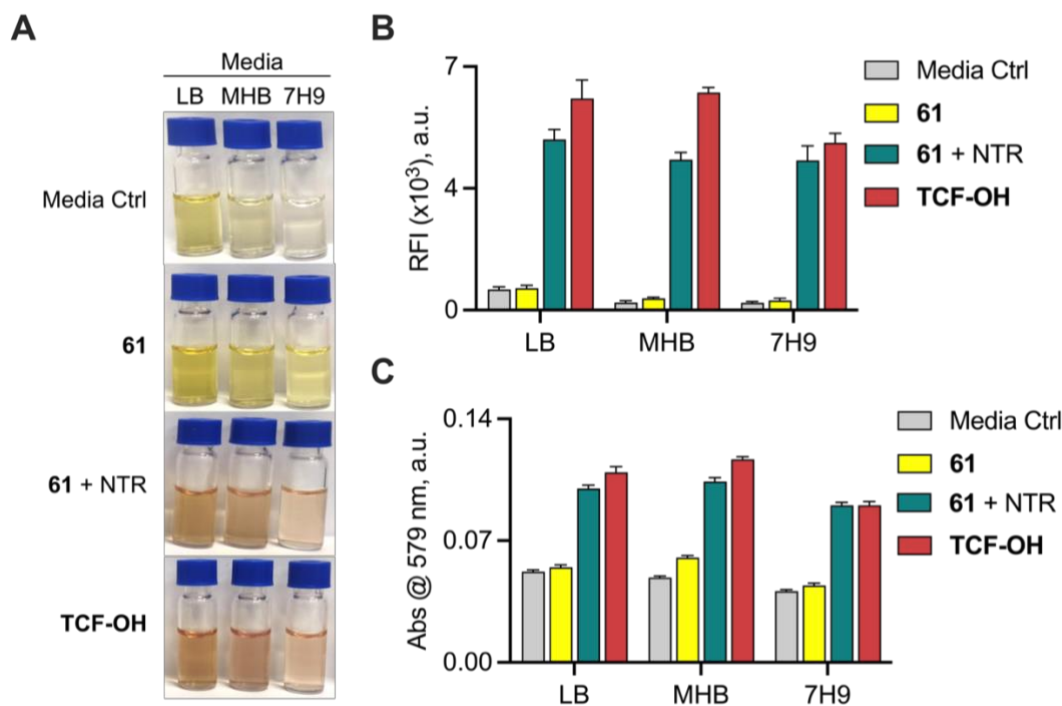 A
Media
LB MHB 7H9
Media Ctrl
61
61 + NTR
TCF-OH
B
7
4
0
RFI (x10³), a.u.
LB MHB 7H9
Media Ctrl
61
61 + NTR
TCF-OH
C
0.14
0.07
0.00
Abs @ 579 nm, a.u.
LB MHB 7H9
Media Ctrl
61
61 + NTR
TCF-OH